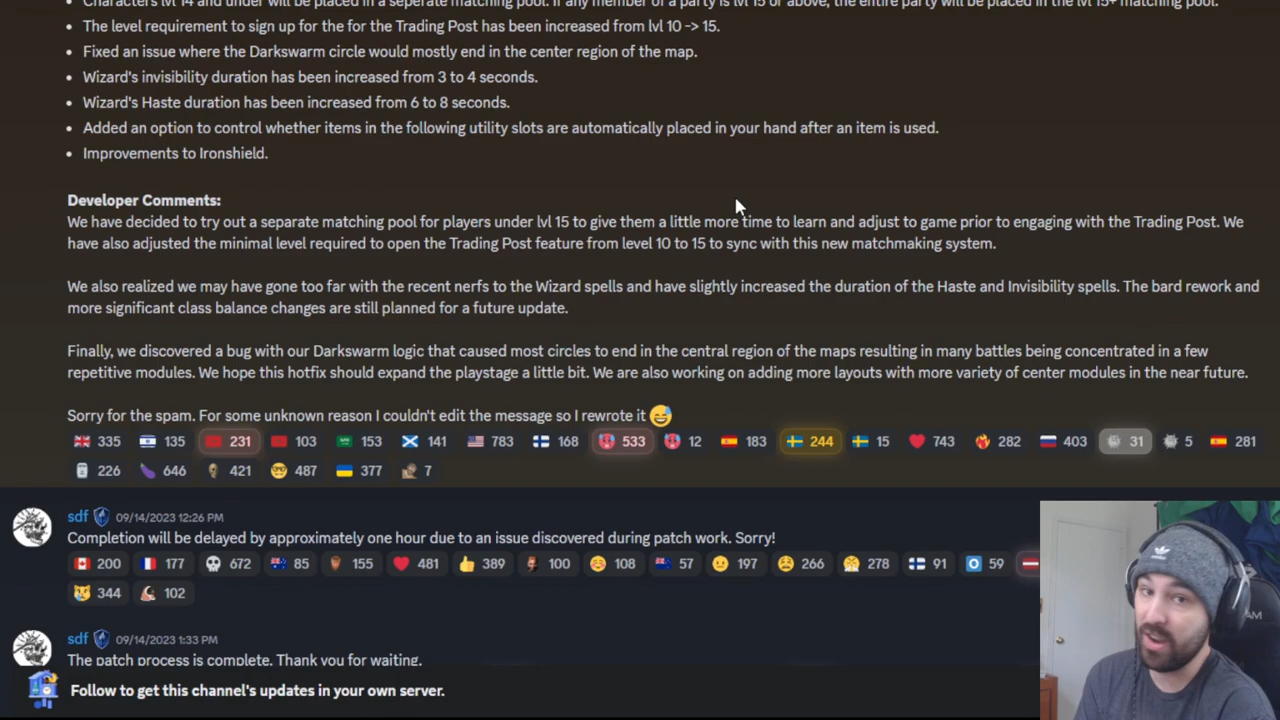 Characters lvl 14 and under will be placed in a seperate matching pool. If any member of a party is lvl 15 or above, the entire party will be placed in the lvl 15+ matching pool.
• The level requirement to sign up for the for the Trading Post has been increased from lvl 10 -> 15.
• Fixed an issue where the Darkswarm circle would mostly end in the center region of the map.
• Wizard's invisibility duration has been increased from 3 to 4 seconds.
• Wizard's Haste duration has been increased from 6 to 8 seconds.
• Added an option to control whether items in the following utility slots are automatically placed in your hand after an item is used.
• Improvements to Ironshield.
Developer Comments:
We have decided to try out a separate matching pool for players under lvl 15 to give them a little more time to learn and adjust to game prior to engaging with the Trading Post. We
have also adjusted the minimal level required to open the Trading Post feature from level 10 to 15 to sync with this new matchmaking system.
We also realized we may have gone too far with the recent nerfs to the Wizard spells and have slightly increased the duration of the Haste and Invisibility spells. The bard rework and
more significant class balance changes are still planned for a future update.
Finally, we discovered a bug with our Darkswarm logic that caused most circles to end in the central region of the maps resulting in many battles being concentrated in a few
repetitive modules. We hope this hotfix should expand the playstage a little bit. We are also working on adding more layouts with more variety of center modules in the near future.
Sorry for the spam. For some unknown reason I couldn't edit the message so I rewrote it
335 135 231 103 153 141 783 168 533 12 183 244 15 743 282 403 31 5 281
226 646 421 487 377 7
sdf 09/14/2023 12:26 PM
Completion will be delayed by approximately one hour due to an issue discovered during patch work. Sorry!
200 177 672 85 155 481 389 100 108 57 197 266 278 91 59
344 102
sdf 09/14/2023 1:33 PM
The patch process is complete. Thank you for waiting.
Follow to get this channel's updates in your own server.